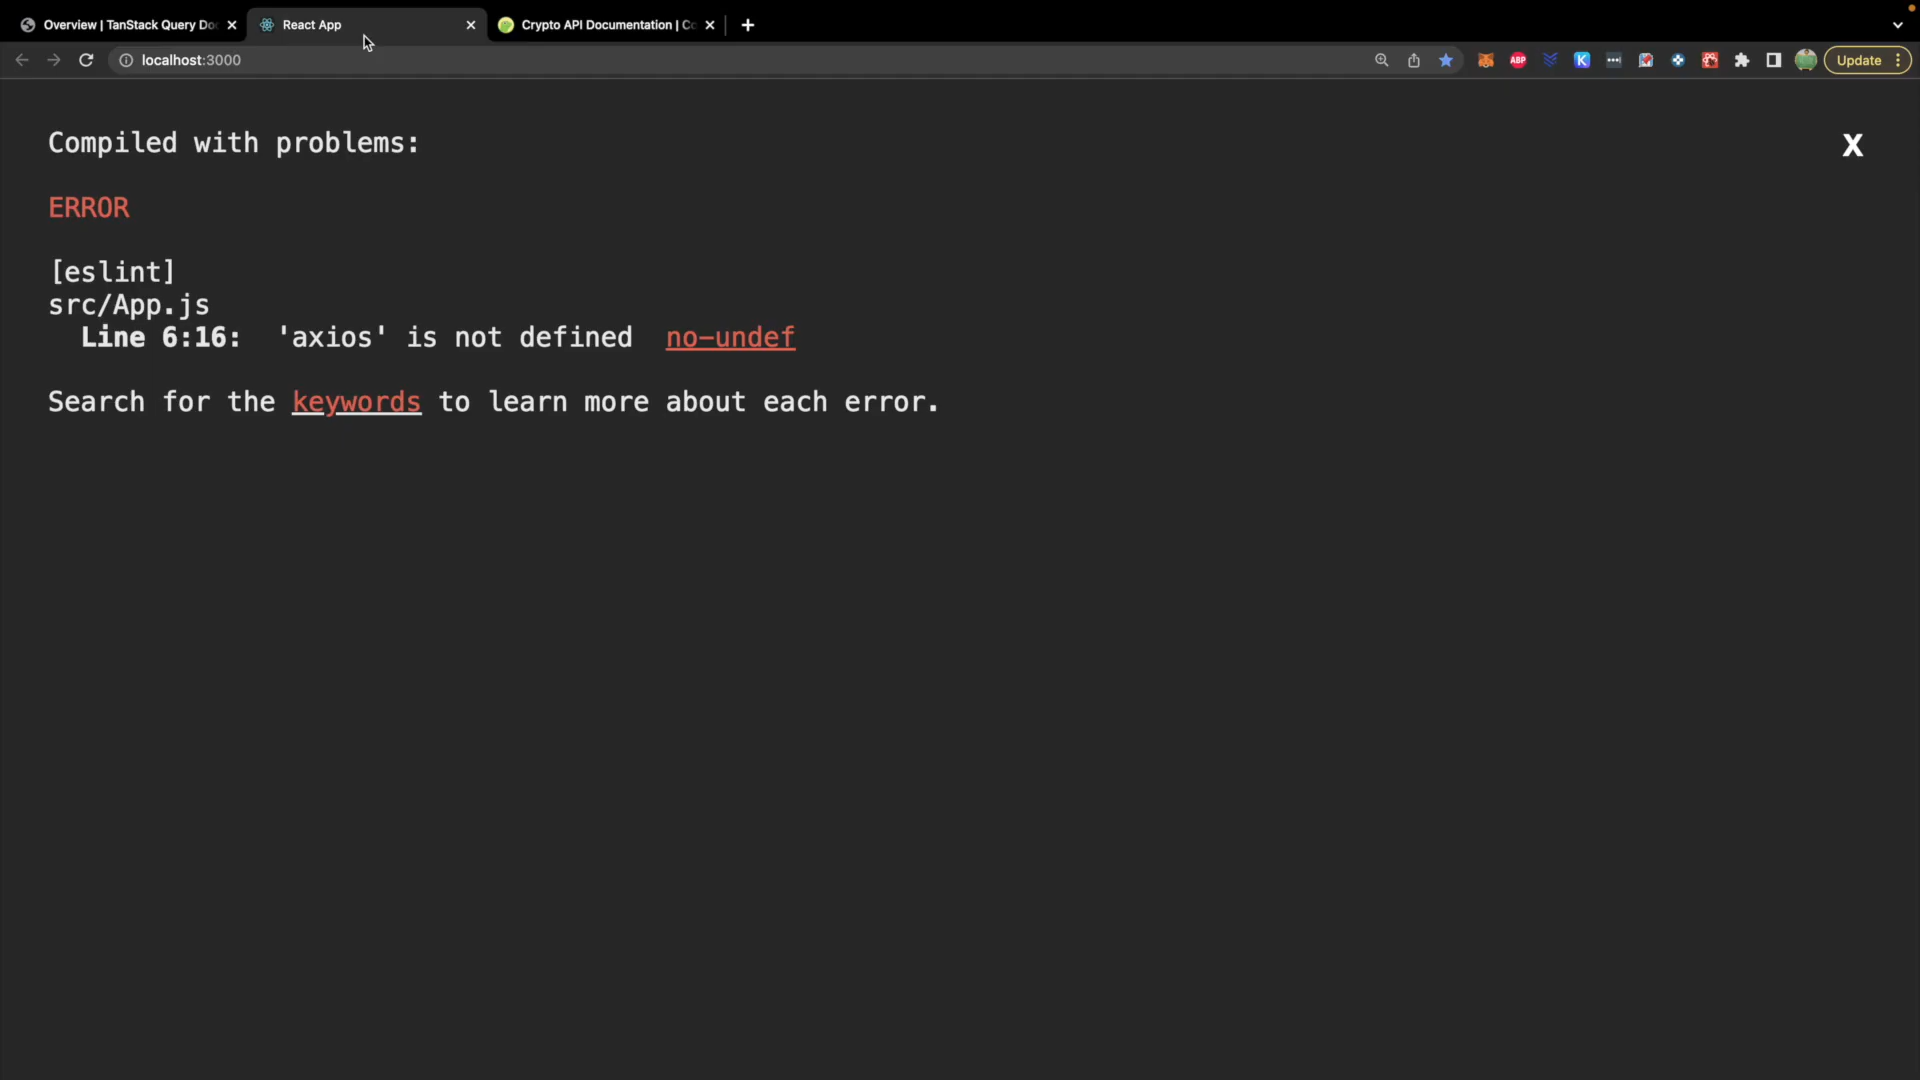 Overview | TanStack Query Do
React App
Crypto API Documentation | Co
localhost:3000
ABP
K
Update
Compiled with problems:
X
ERROR
[eslint]
src/App.js
Line 6:16: 'axios' is not defined no-undef
Search for the keywords to learn more about each error.